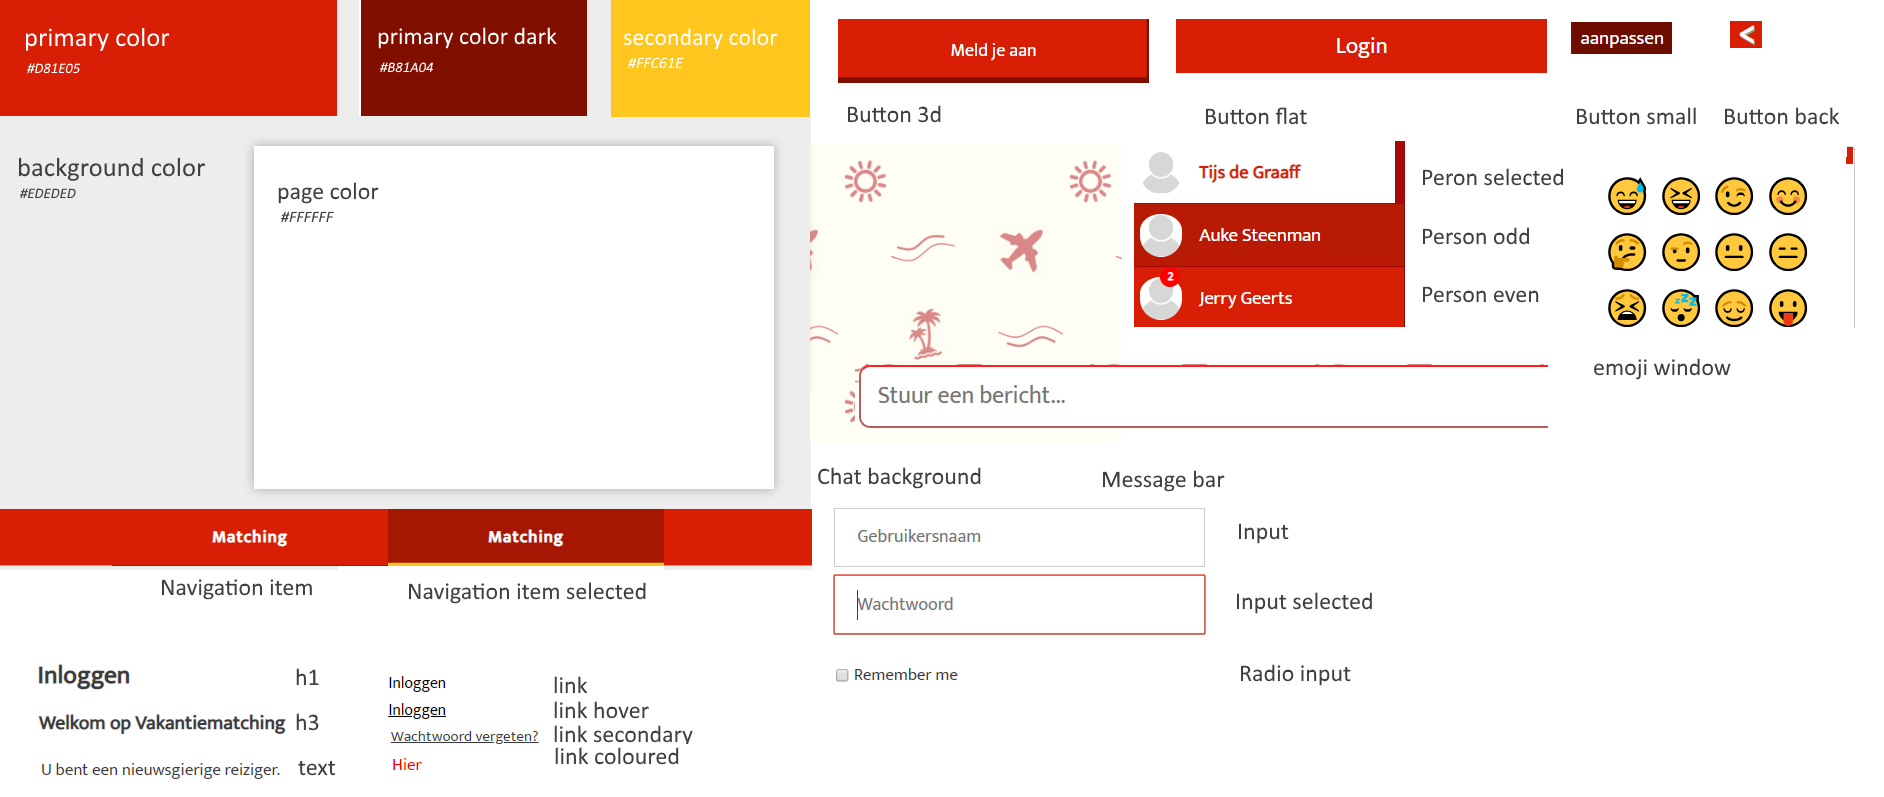 primary color
#D81E05
primary color dark
#B81A04
secondary color
#FFC61E
background color
#EDEDED
page color
#FFFFFF
Matching
Matching
Navigation item
Navigation item selected
Inloggen
h1
Welkom op Vakantiematching
h3
U bent een nieuwsgierige reiziger.
text
Inloggen
link
Inloggen
link hover
Wachtwoord vergeten?
link secondary
Hier
link coloured
Meld je aan
Button 3d
Login
Button flat
aanpassen
Button small
<
Button back
Tijs de Graaff
Peron selected
Auke Steenman
Person odd
2
Jerry Geerts
Person even
emoji window
Stuur een bericht...
Chat background
Message bar
Gebruikersnaam
Input
Wachtwoord
Input selected
Remember me
Radio input